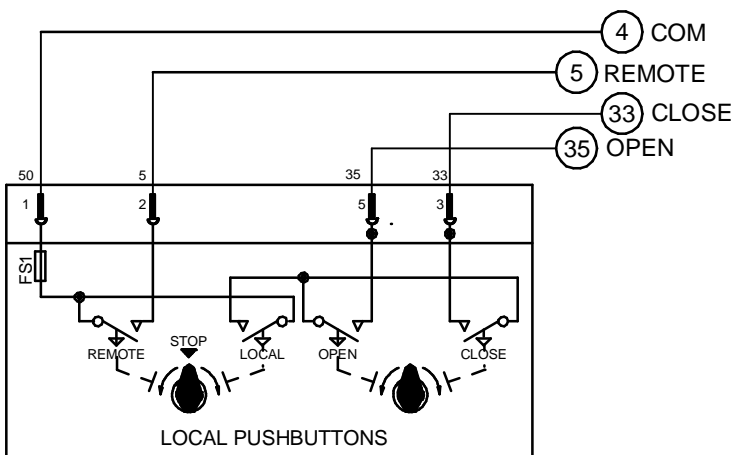 4 COM
5 REMOTE
33 CLOSE
35 OPEN
50 5 35 33
1 2 5 3
FS1
REMOTE STOP LOCAL OPEN CLOSE
LOCAL PUSHBUTTONS